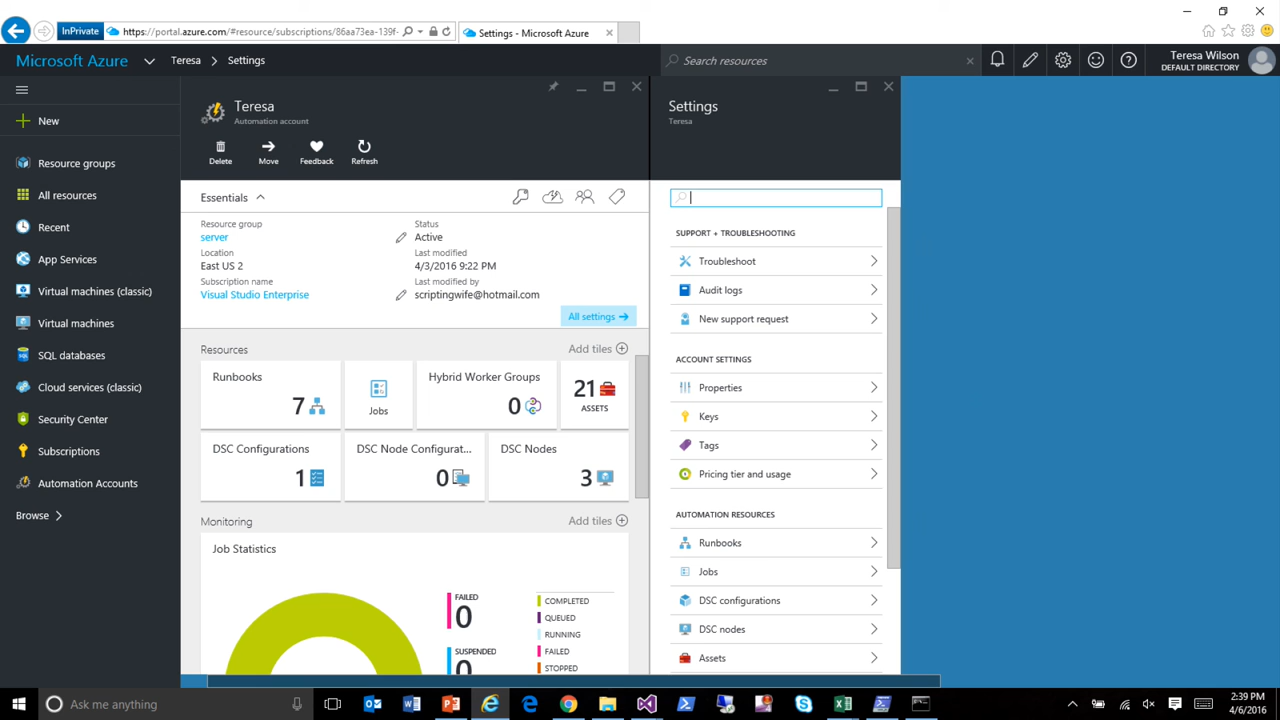 InPrivate
https://portal.azure.com/#resource/subscriptions/86aa73ea-139f-
Settings - Microsoft Azure
Microsoft Azure
Teresa > Settings
Search resources
Teresa Wilson
DEFAULT DIRECTORY
New
Resource groups
All resources
Recent
App Services
Virtual machines (classic)
Virtual machines
SQL databases
Cloud services (classic)
Security Center
Subscriptions
Automation Accounts
Browse >
Teresa
Automation account
Delete
Move
Feedback
Refresh
Essentials
Resource group
server
Location
East US 2
Subscription name
Visual Studio Enterprise
Status
Active
Last modified
4/3/2016 9:22 PM
Last modified by
scriptingwife@hotmail.com
All settings →
Resources
Add tiles
Runbooks
7
Jobs
Hybrid Worker Groups
0
21
ASSETS
DSC Configurations
1
DSC Node Configurat...
0
DSC Nodes
3
Monitoring
Add tiles
Job Statistics
FAILED
0
SUSPENDED
0
COMPLETED
QUEUED
RUNNING
FAILED
STOPPED
Settings
Teresa
SUPPORT + TROUBLESHOOTING
Troubleshoot
Audit logs
New support request
ACCOUNT SETTINGS
Properties
Keys
Tags
Pricing tier and usage
AUTOMATION RESOURCES
Runbooks
Jobs
DSC configurations
DSC nodes
Assets
Ask me anything
2:39 PM
4/6/2016